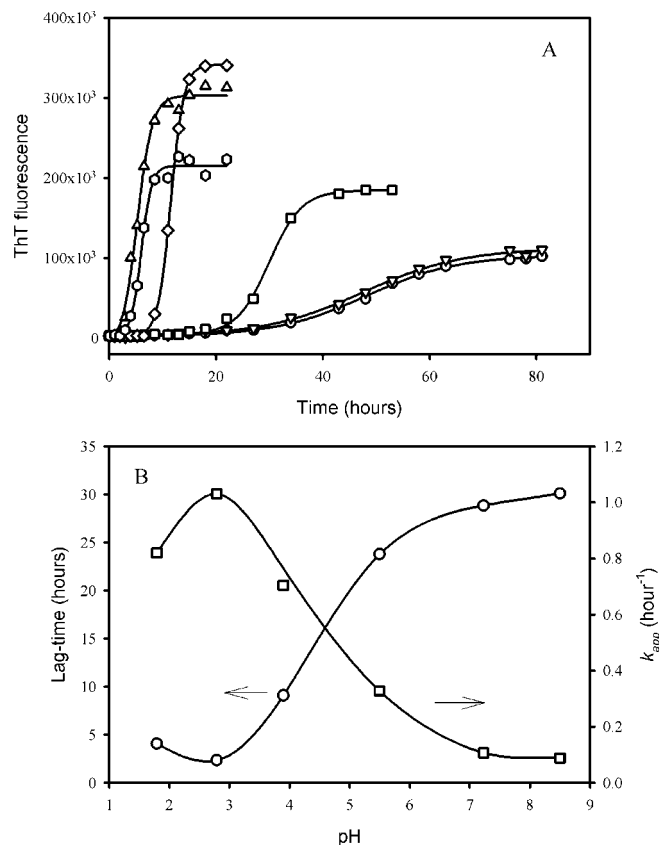 A
400x10³
300x10³
200x10³
100x10³
0
ThT fluorescence
0 20 40 60 80
Time (hours)
B
35
30
25
20
15
10
5
0
Lag-time (hours)
1.2
1.0
0.8
0.6
0.4
0.2
0.0
k_app (hour⁻¹)
1 2 3 4 5 6 7 8 9
pH